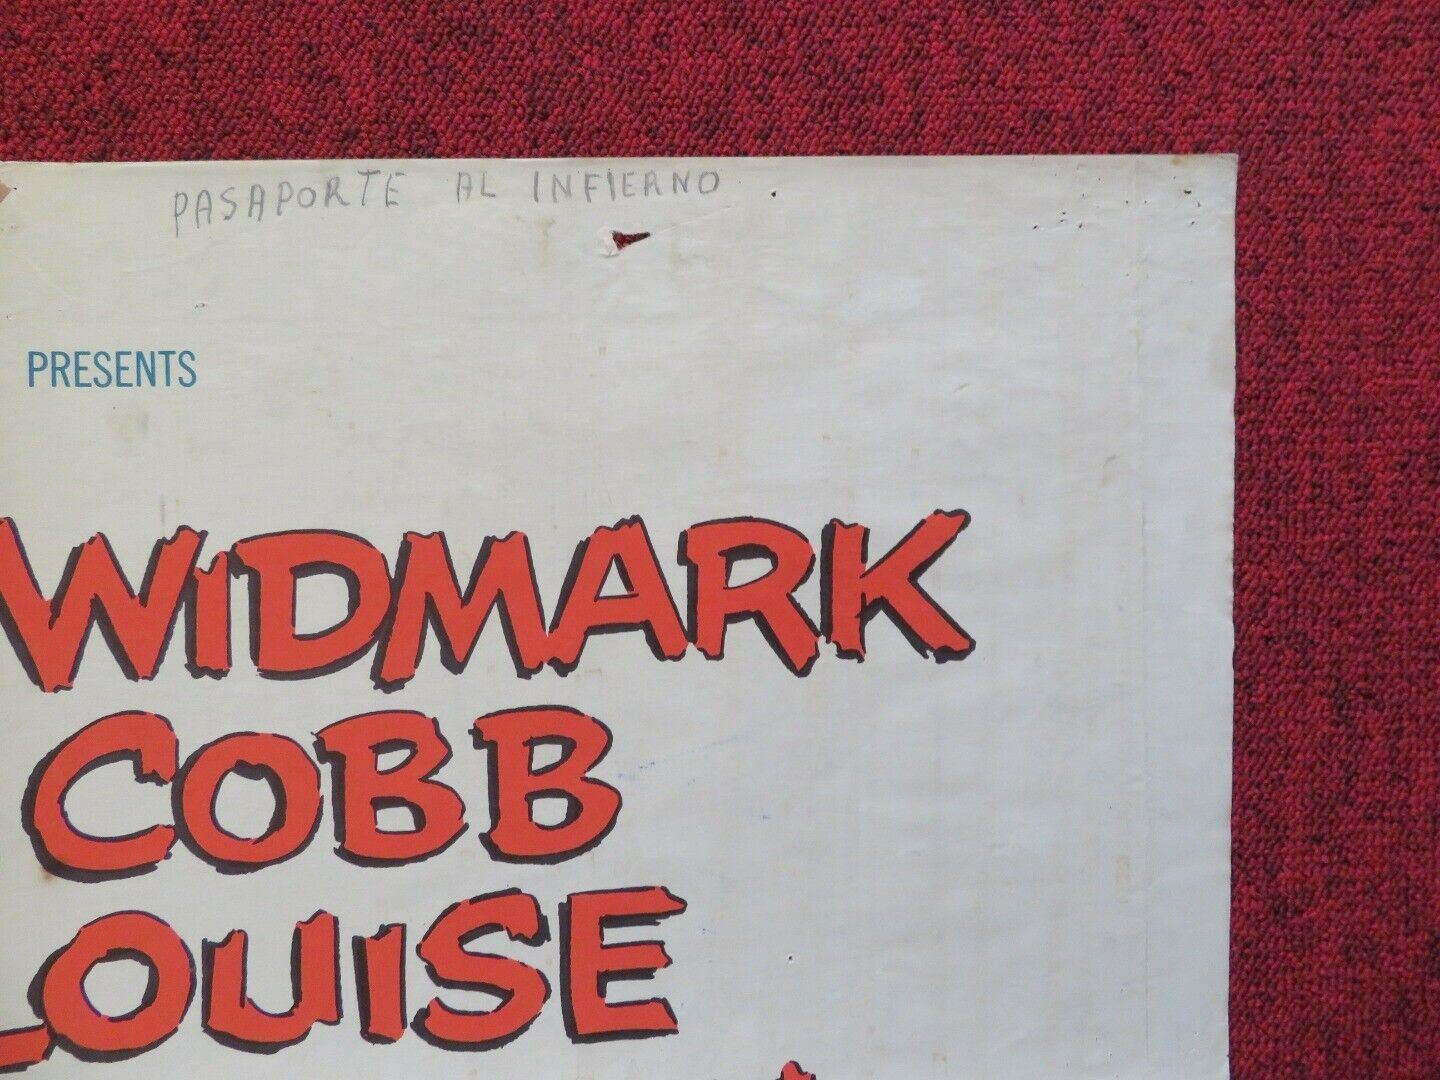 PASAPORTE AL INFIERNO
PRESENTS
WIDMARK
COBB
LOUISE